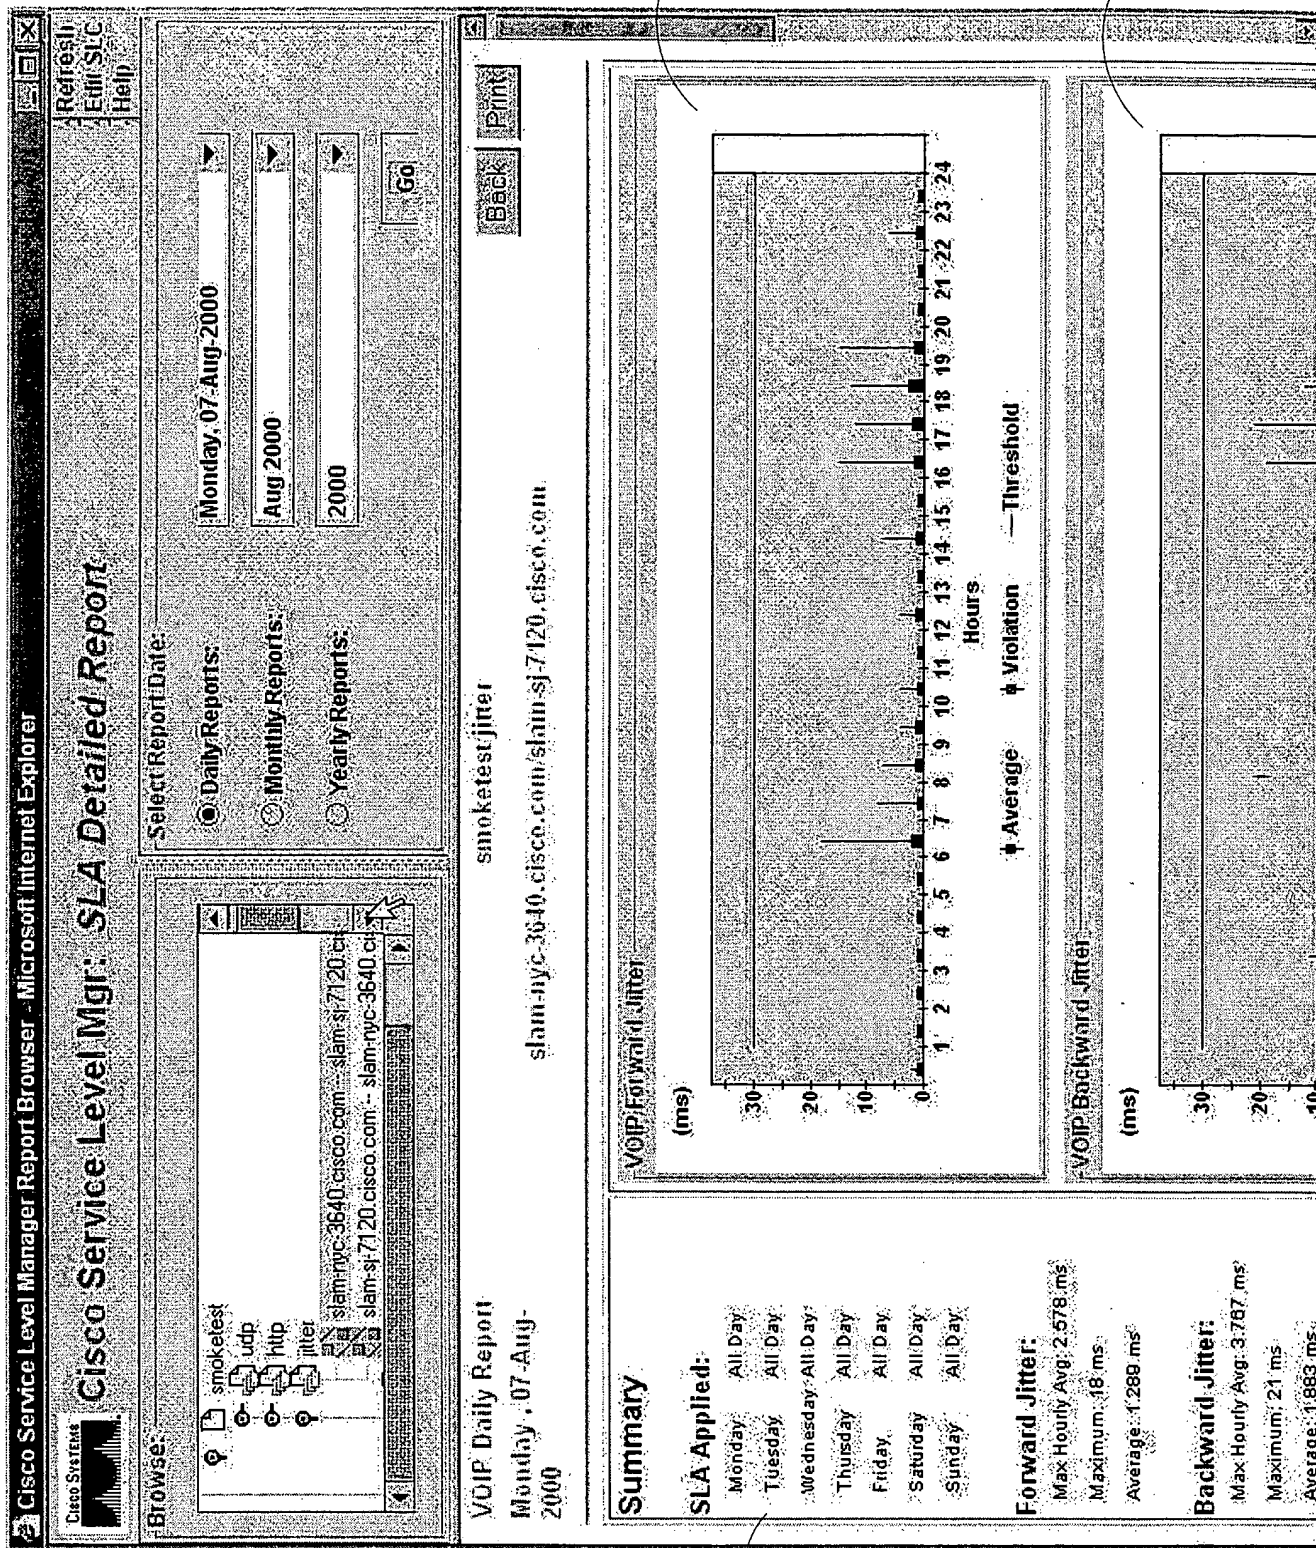 Cisco Service Level Manager Report Browser - Microsoft Internet Explorer
CISCO SYSTEMS
Cisco Service Level Mgr: SLA Detailed Report
Refresh
Edit SLC
Help
Browse:
smoketest
udp
http
jitter
slam-nyc-3640.cisco.com -- slam-sj-7120.cis
slam-sj-7120.cisco.com -- slam-nyc-3640.ci
Select Report Date:
Daily Reports: Monday, 07-Aug-2000
Monthly Reports: Aug 2000
Yearly Reports: 2000
Go
VOIP Daily Report
Monday , 07-Aug-
2000
smoketest/jitter
slam-nyc-3640.cisco.com/slam-sj-7120.cisco.com
Back Print
Summary
SLA Applied:
Monday All Day
Tuesday All Day
Wednesday All Day
Thursday All Day
Friday All Day
Saturday All Day
Sunday All Day
Forward Jitter:
Max Hourly Avg: 2.578 ms
Maximum: 18 ms
Average: 1.289 ms
Backward Jitter:
Max Hourly Avg: 3.787 ms
Maximum: 21 ms
VOIP Forward Jitter
(ms)
30
20
10
0
1 2 3 4 5 6 7 8 9 10 11 12 13 14 15 16 17 18 19 20 21 22 23 24
Hours
Average Violation Threshold
VOIP Backward Jitter
(ms)
30
20
10